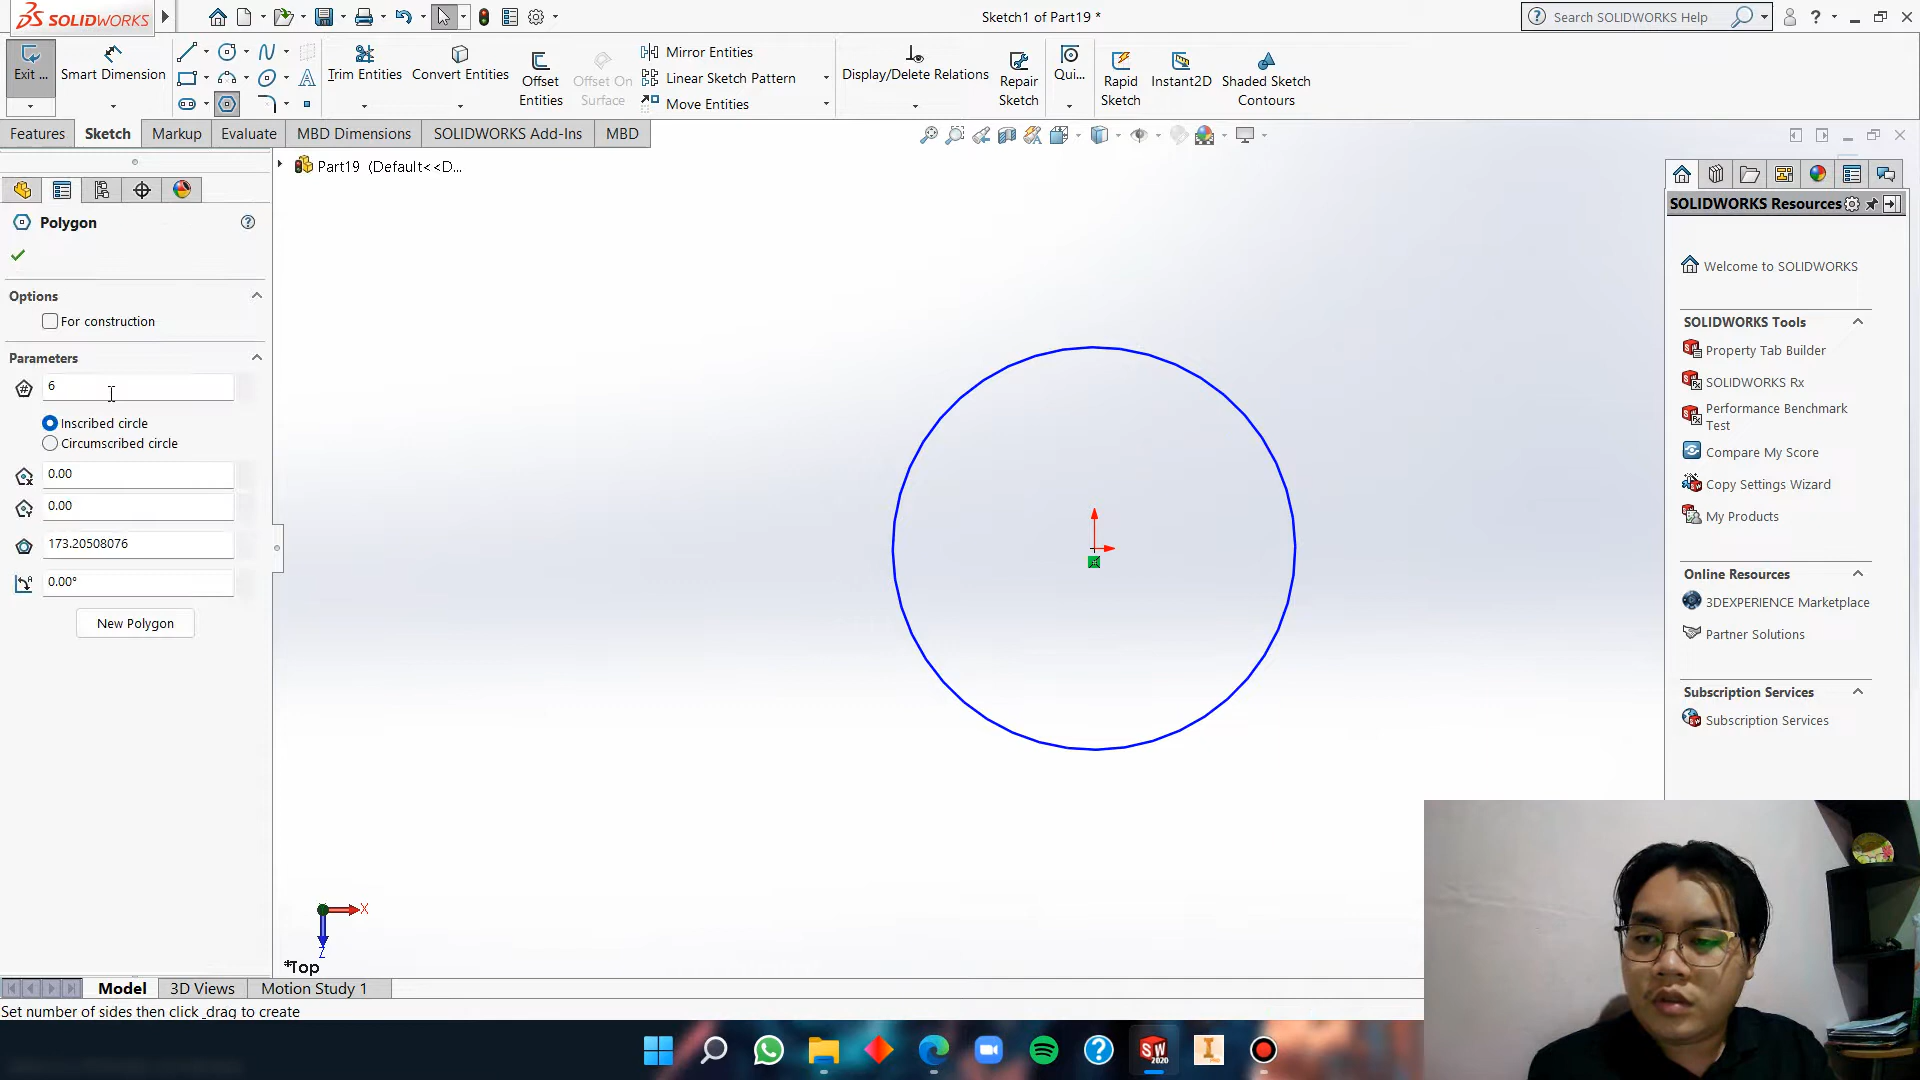 SOLIDWORKS
Sketch1 of Part19 *
Search SOLIDWORKS Help
Exit ...
Smart Dimension
Trim Entities
Convert Entities
Offset Entities
Offset On Surface
Mirror Entities
Linear Sketch Pattern
Move Entities
Display/Delete Relations
Repair Sketch
Qui...
Rapid Sketch
Instant2D
Shaded Sketch Contours
Features
Sketch
Markup
Evaluate
MBD Dimensions
SOLIDWORKS Add-Ins
MBD
Part19 (Default<<D...
Polygon
Options
For construction
Parameters
6
Inscribed circle
Circumscribed circle
0.00
0.00
173.20508076
0.00°
New Polygon
SOLIDWORKS Resources
Welcome to SOLIDWORKS
SOLIDWORKS Tools
Property Tab Builder
SOLIDWORKS Rx
Performance Benchmark
Test
Compare My Score
Copy Settings Wizard
My Products
Online Resources
3DEXPERIENCE Marketplace
Partner Solutions
Subscription Services
Subscription Services
X
Z
*Top
Model
3D Views
Motion Study 1
Set number of sides then click _drag to create
SW
2020